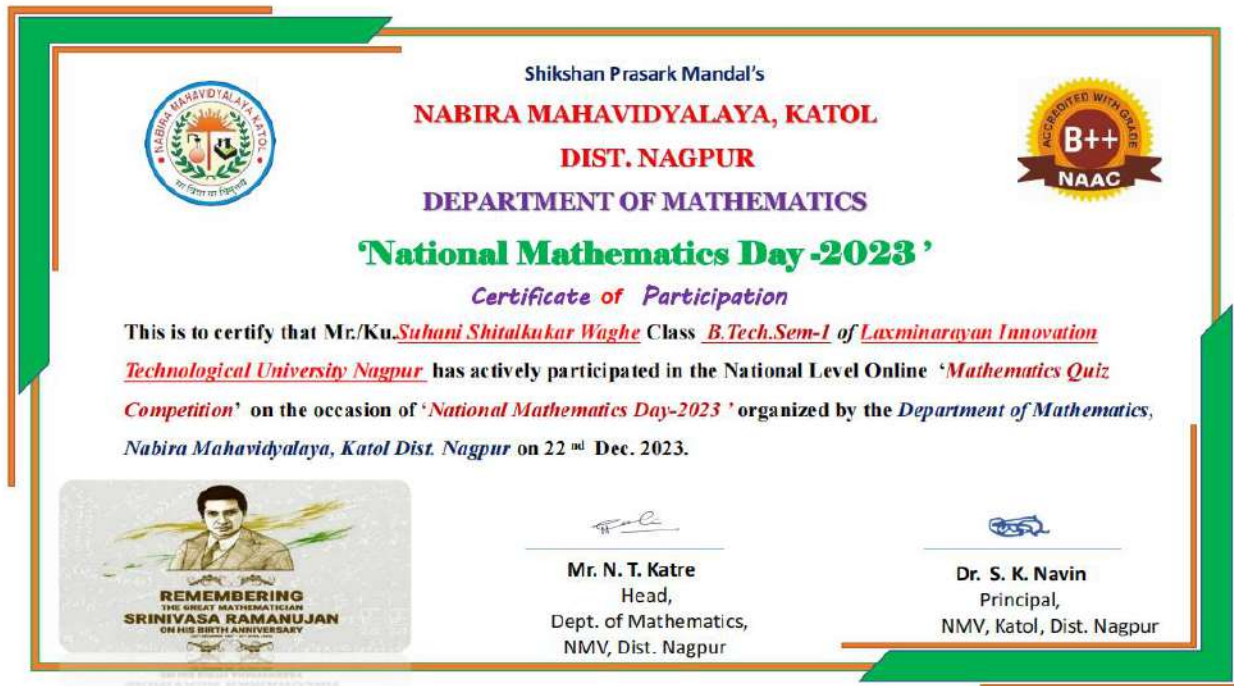 Shikshan Prasark Mandal's
NABIRA MAHAVIDYALAYA, KATOL
DIST. NAGPUR
DEPARTMENT OF MATHEMATICS
'National Mathematics Day -2023 '
Certificate of Participation
NABIRA MAHAVIDYALAYA KATOL
सा विद्या या विमुक्तये
ACCREDITED WITH GRADE
B++
NAAC
This is to certify that Mr./Ku.Suhani Shitalkukar Waghe Class B.Tech.Sem-1 of Laxminarayan Innovation
Technological University Nagpur has actively participated in the National Level Online 'Mathematics Quiz
Competition' on the occasion of 'National Mathematics Day-2023 ' organized by the Department of Mathematics,
Nabira Mahavidyalaya, Katol Dist. Nagpur on 22 nd Dec. 2023.
REMEMBERING
THE GREAT MATHEMATICIAN
SRINIVASA RAMANUJAN
ON HIS BIRTH ANNIVERSARY
Mr. N. T. Katre
Head,
Dept. of Mathematics,
NMV, Dist. Nagpur
Dr. S. K. Navin
Principal,
NMV, Katol, Dist. Nagpur